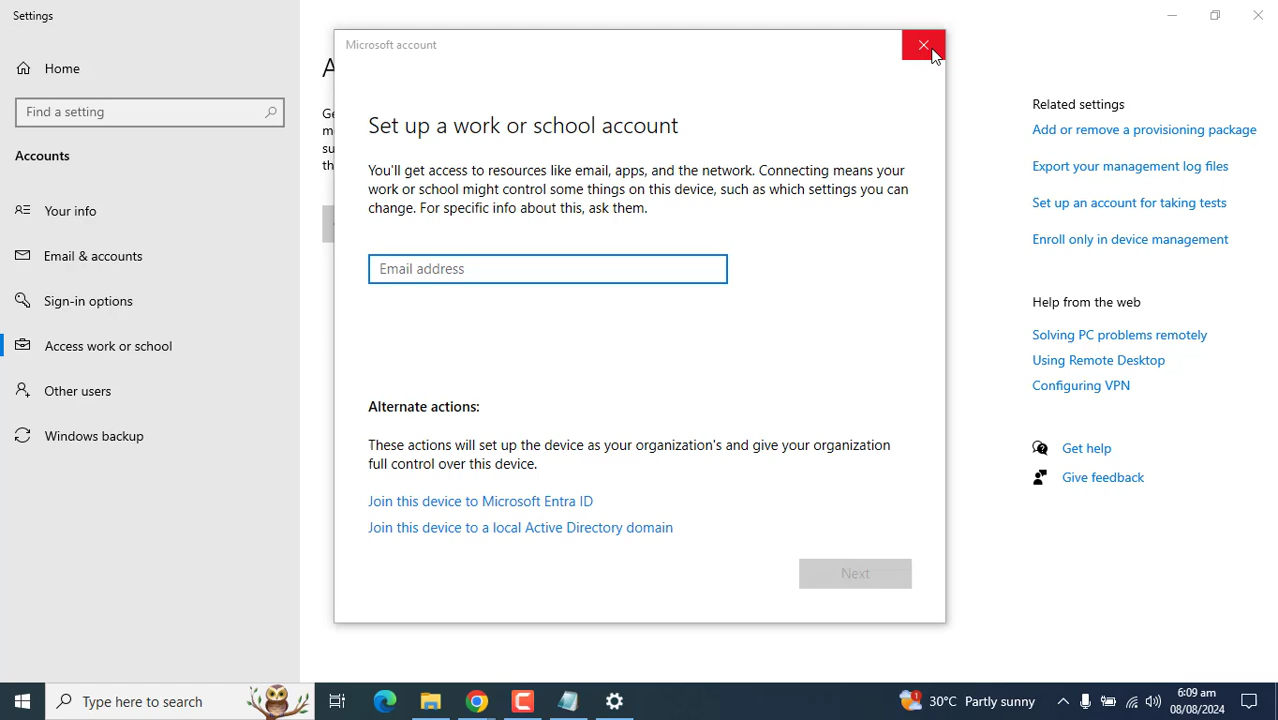 Settings
Home
Find a setting
Accounts
Your info
Email & accounts
Sign-in options
Access work or school
Other users
Windows backup
A
Ge
m
su
th
Microsoft account
Set up a work or school account
You'll get access to resources like email, apps, and the network. Connecting means your
work or school might control some things on this device, such as which settings you can
change. For specific info about this, ask them.
Email address
Alternate actions:
These actions will set up the device as your organization's and give your organization
full control over this device.
Join this device to Microsoft Entra ID
Join this device to a local Active Directory domain
Next
Related settings
Add or remove a provisioning package
Export your management log files
Set up an account for taking tests
Enroll only in device management
Help from the web
Solving PC problems remotely
Using Remote Desktop
Configuring VPN
Get help
Give feedback
Type here to search
30°C Partly sunny
6:09 am
08/08/2024